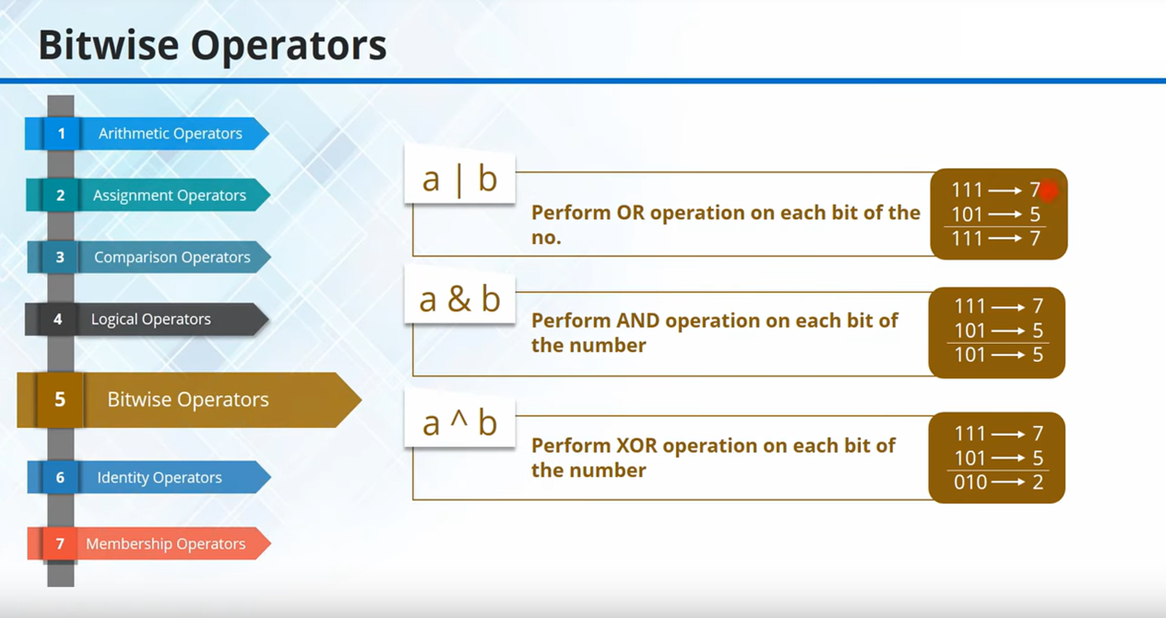 Bitwise Operators
1 Arithmetic Operators
2 Assignment Operators
3 Comparison Operators
4 Logical Operators
5 Bitwise Operators
6 Identity Operators
7 Membership Operators
a | b
Perform OR operation on each bit of the
no.
111 → 7
101 → 5
111 → 7
a & b
Perform AND operation on each bit of
the number
111 → 7
101 → 5
101 → 5
a ^ b
Perform XOR operation on each bit of
the number
111 → 7
101 → 5
010 → 2